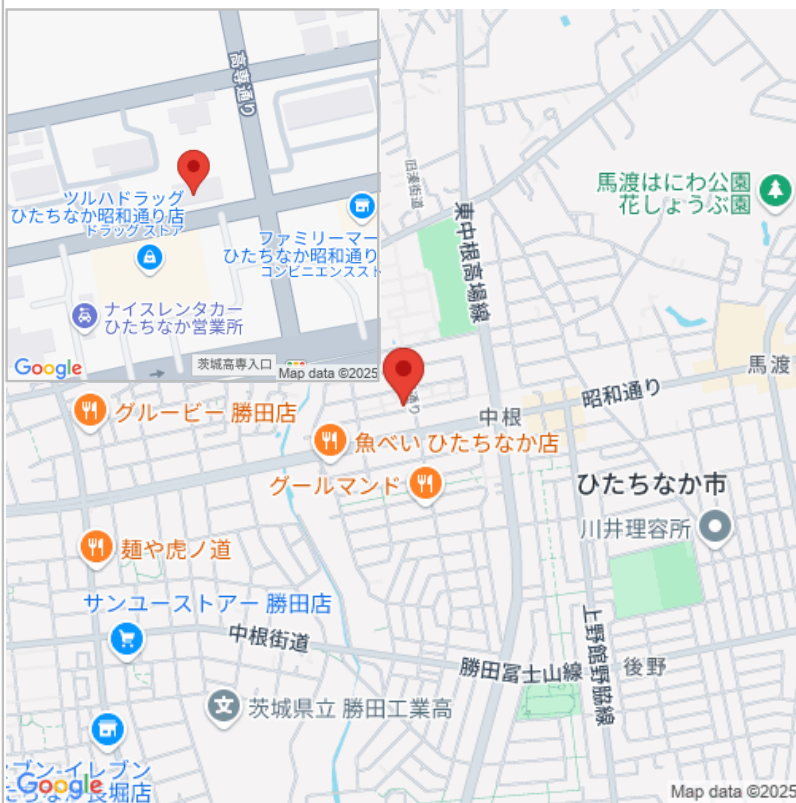 高専通り
ツルハドラッグ
ひたちなか昭和通り店
ドラッグ ストア
ファミリーマー
ひたちなか昭和通り
コンビニエンススト
ナイスレンタカー
ひたちなか営業所
茨城高専入口
Google
Map data ©2025
旧湊街道
東中根高場線
馬渡はにわ公園
花しょうぶ園
馬渡
昭和通り
通り
中根
グルービー 勝田店
魚べい ひたちなか店
グールマンド
ひたちなか市
川井理容所
麺や虎ノ道
サンユーストアー 勝田店
中根街道
勝田冨士山線
上野館野脇線
後野
茨城県立 勝田工業高
ブン-イレブン
長堀店
Google
Map data ©2025